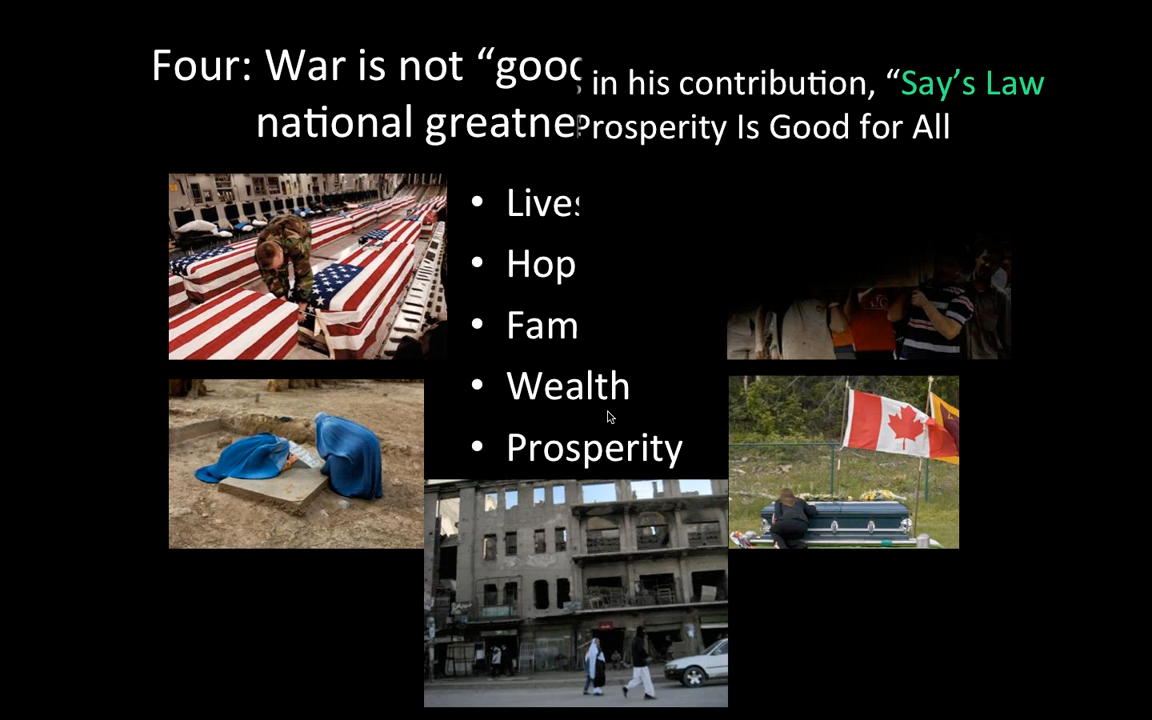 Four: War is not “good
national greatne
in his contribution, “Say’s Law
Prosperity Is Good for All
• Lives
• Hop
• Fam
• Wealth
• Prosperity